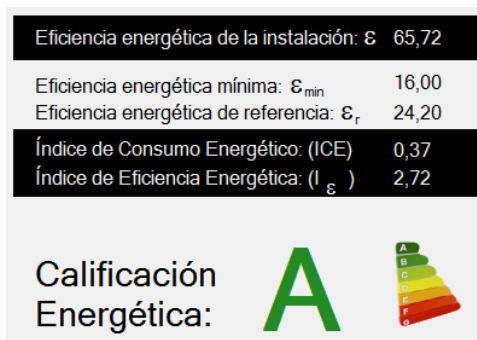 Eficiencia energética de la instalación: ε 65,72
Eficiencia energética mínima: εmin 16,00
Eficiencia energética de referencia: εr 24,20
Índice de Consumo Energético: (ICE) 0,37
Índice de Eficiencia Energética: (I ε ) 2,72
Calificación
Energética:
A
A
B
C
D
E
F
G